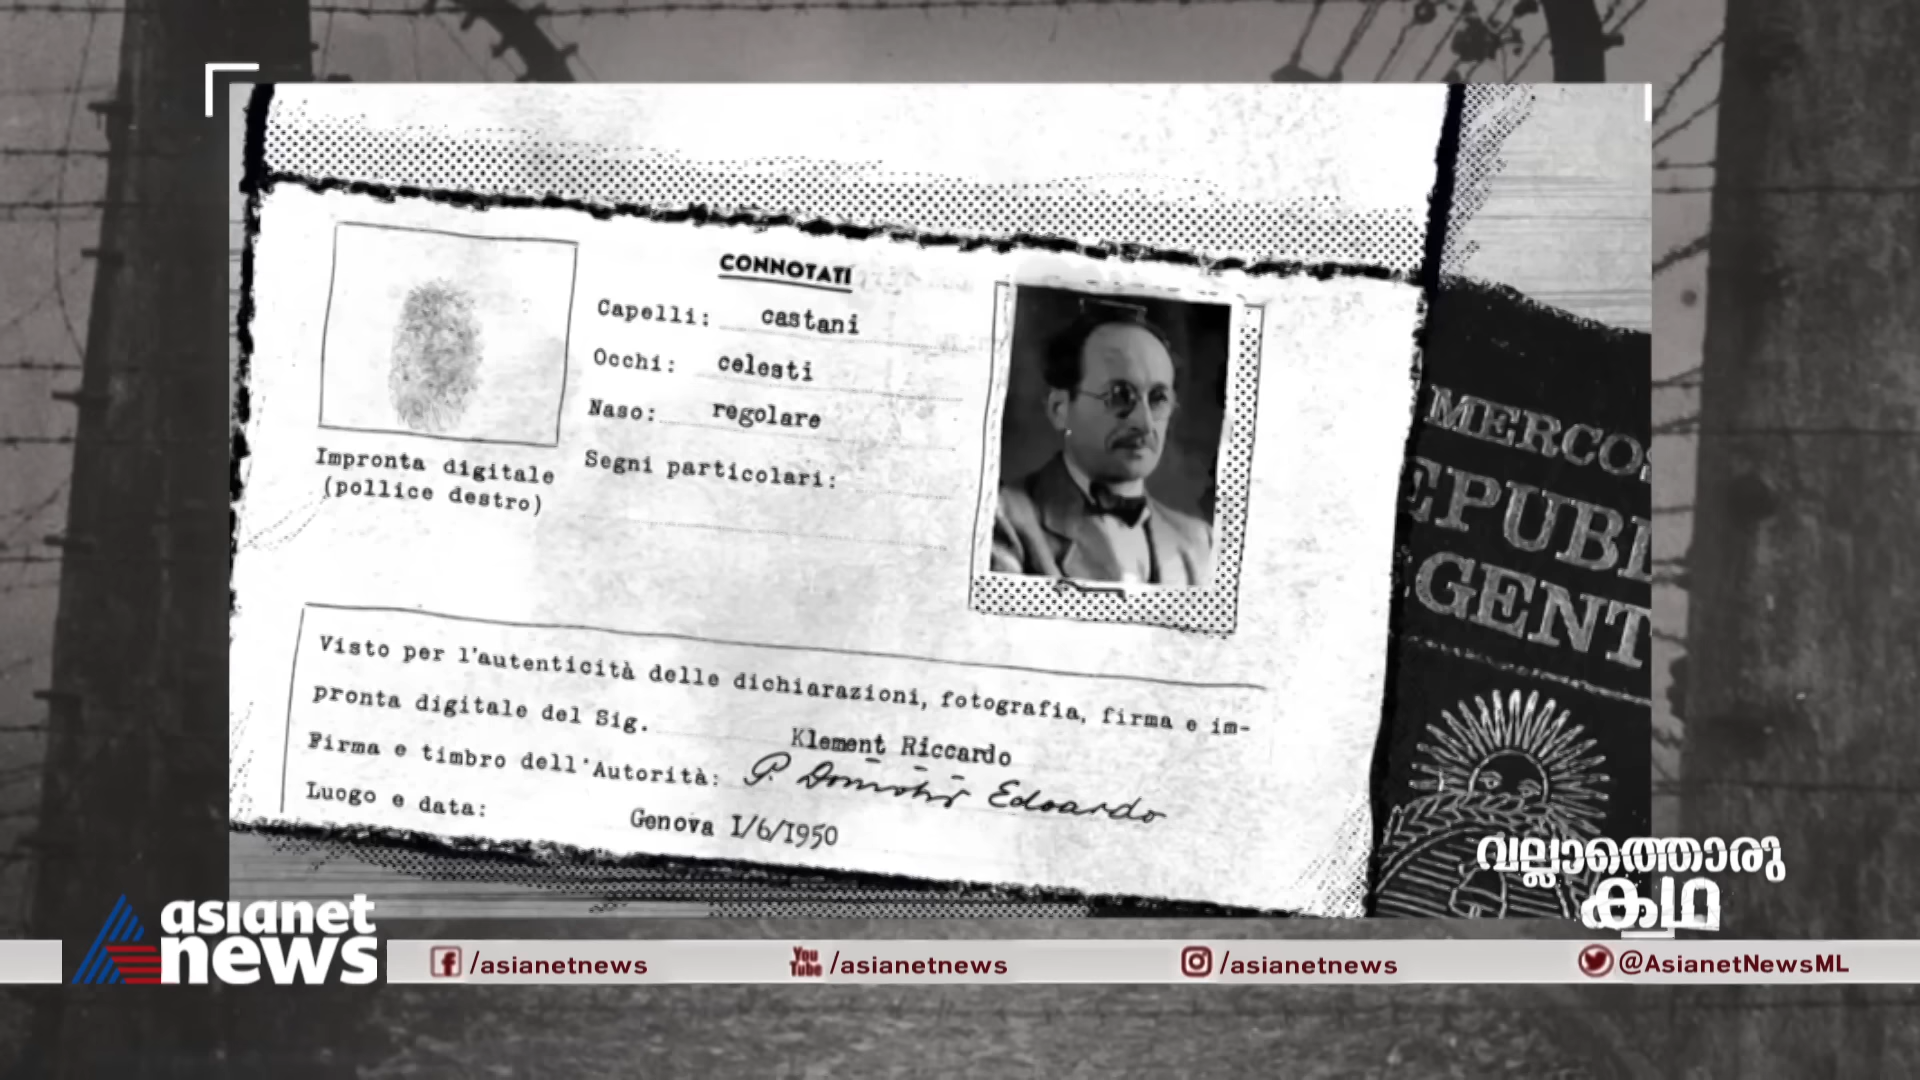 CONNOTATI
Capelli: castani
Occhi: celesti
Naso: regolare
Segni particolari:
Impronta digitale
(pollice destro)
Visto per l'autenticità delle dichiarazioni, fotografia, firma e im-
pronta digitale del Sig. Klement Riccardo
Firma e timbro dell'Autorità: P. Edoardo
Luogo e data: Genova 1/6/1950
MERCOS
EPUBL
GENT
വല്ലാത്തൊരു
കഥ
asianet
news
/asianetnews
You
Tube /asianetnews
/asianetnews
@AsianetNewsML